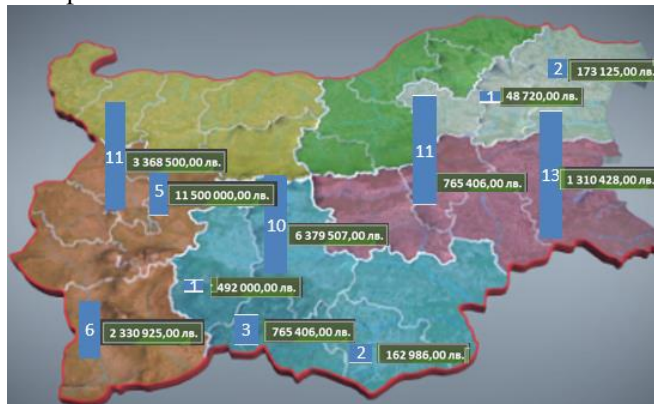 2
173 125,00 лв.
1
48 720,00 лв.
11
3 368 500,00 лв.
11
765 406,00 лв.
13
1 310 428,00 лв.
5
11 500 000,00 лв.
10
6 379 507,00 лв.
1
492 000,00 лв.
6
2 330 925,00 лв.
3
765 406,00 лв.
2
162 986,00 лв.